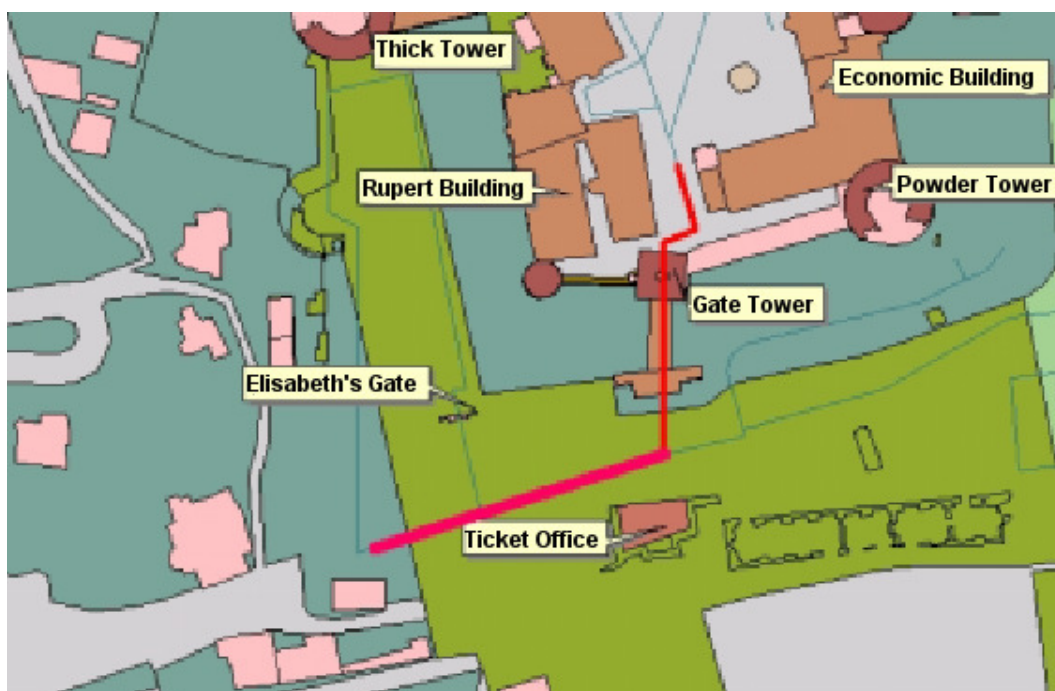 Thick Tower
Economic Building
Rupert Building
Powder Tower
Gate Tower
Elisabeth's Gate
Ticket Office